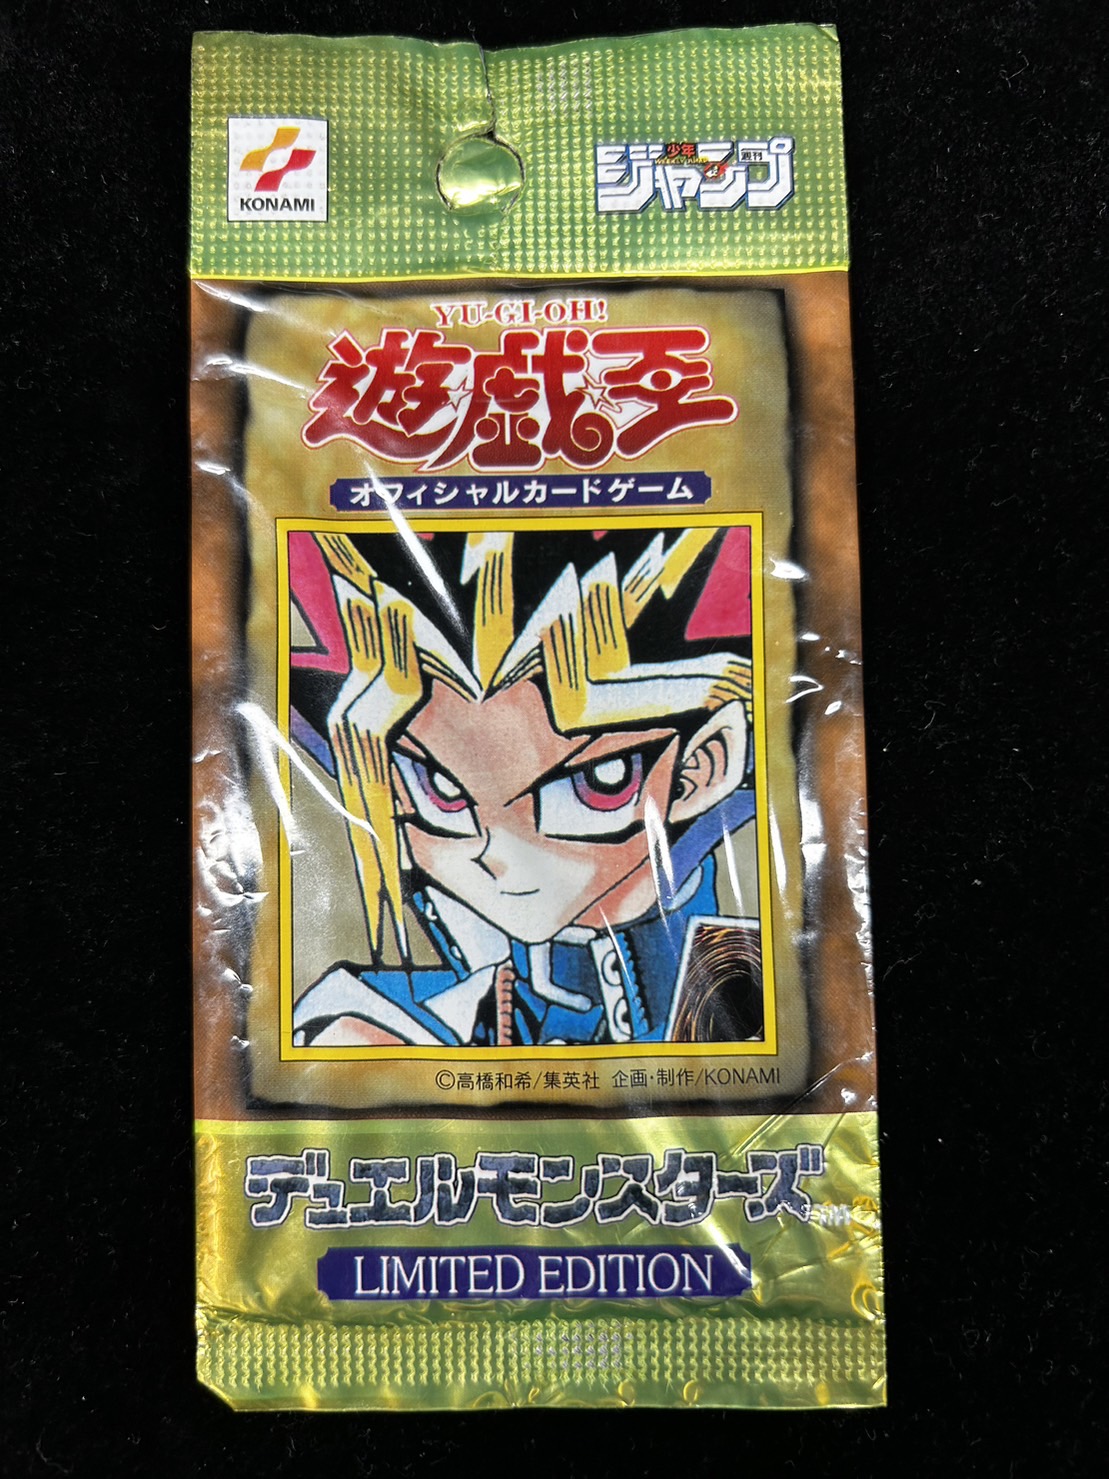 KONAMI
週刊少年ジャンプ
YU-GI-OH!
遊戯王
オフィシャルカードゲーム
©高橋和希/集英社 企画・制作/KONAMI
デュエルモンスターズ
LIMITED EDITION